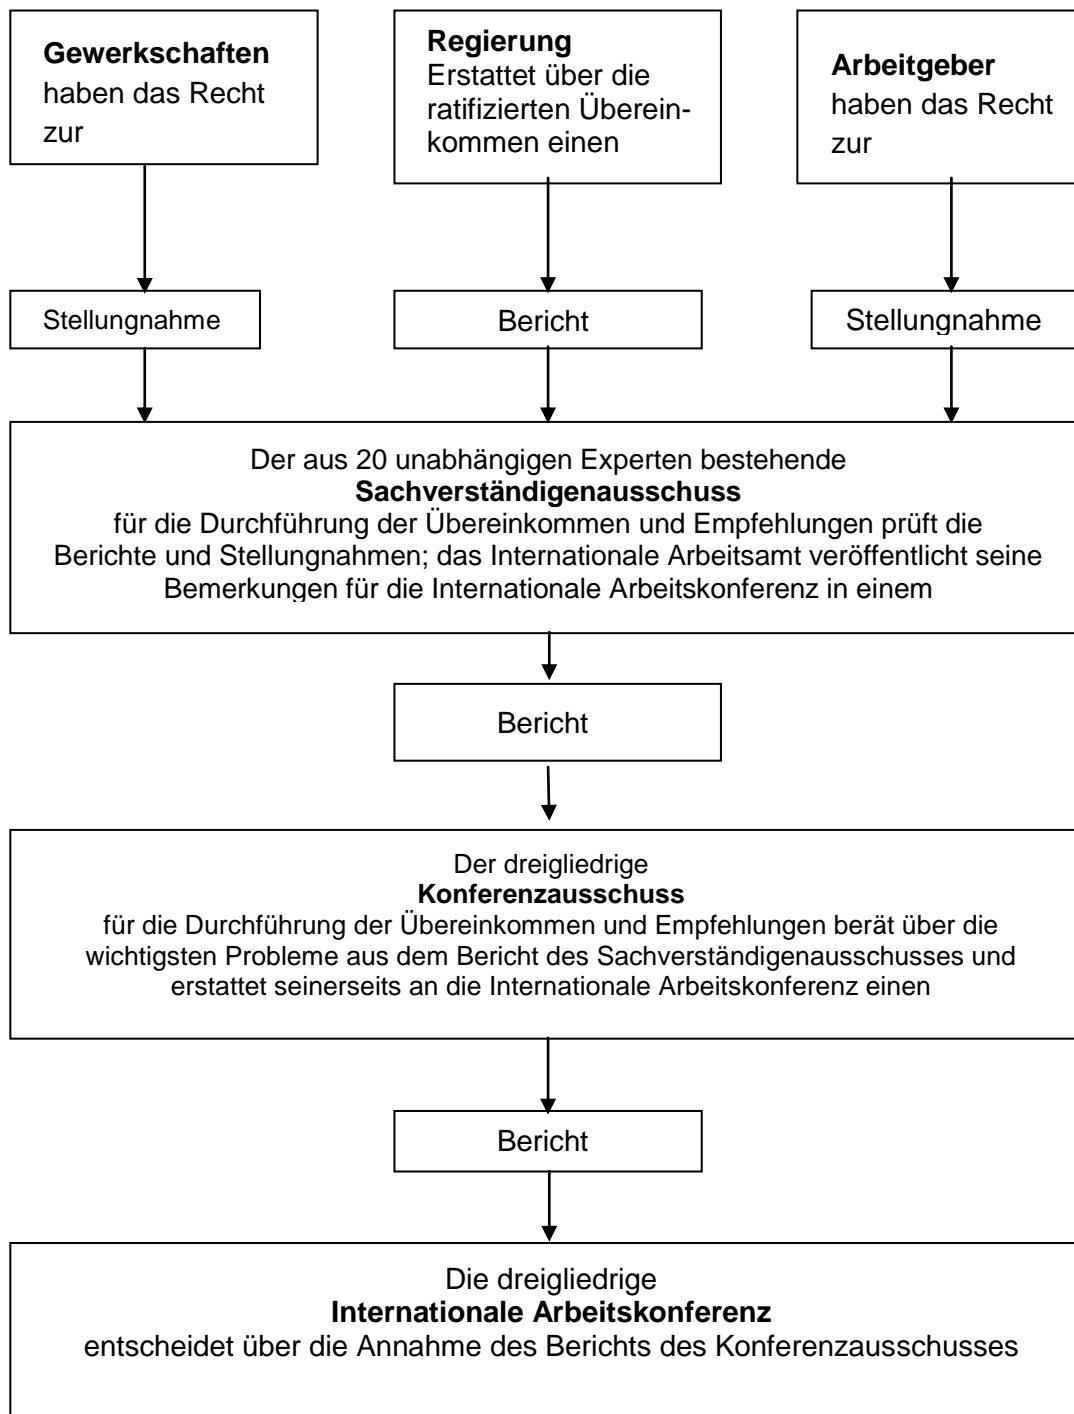 Gewerkschaften
haben das Recht
zur
Regierung
Erstattet über die
ratifizierten Überein-
kommen einen
Arbeitgeber
haben das Recht
zur
Stellungnahme
Bericht
Stellungnahme
Der aus 20 unabhängigen Experten bestehende
Sachverständigenausschuss
für die Durchführung der Übereinkommen und Empfehlungen prüft die
Berichte und Stellungnahmen; das Internationale Arbeitsamt veröffentlicht seine
Bemerkungen für die Internationale Arbeitskonferenz in einem
Bericht
Der dreigliedrige
Konferenzausschuss
für die Durchführung der Übereinkommen und Empfehlungen berät über die
wichtigsten Probleme aus dem Bericht des Sachverständigenausschusses und
erstattet seinerseits an die Internationale Arbeitskonferenz einen
Bericht
Die dreigliedrige
Internationale Arbeitskonferenz
entscheidet über die Annahme des Berichts des Konferenzausschusses